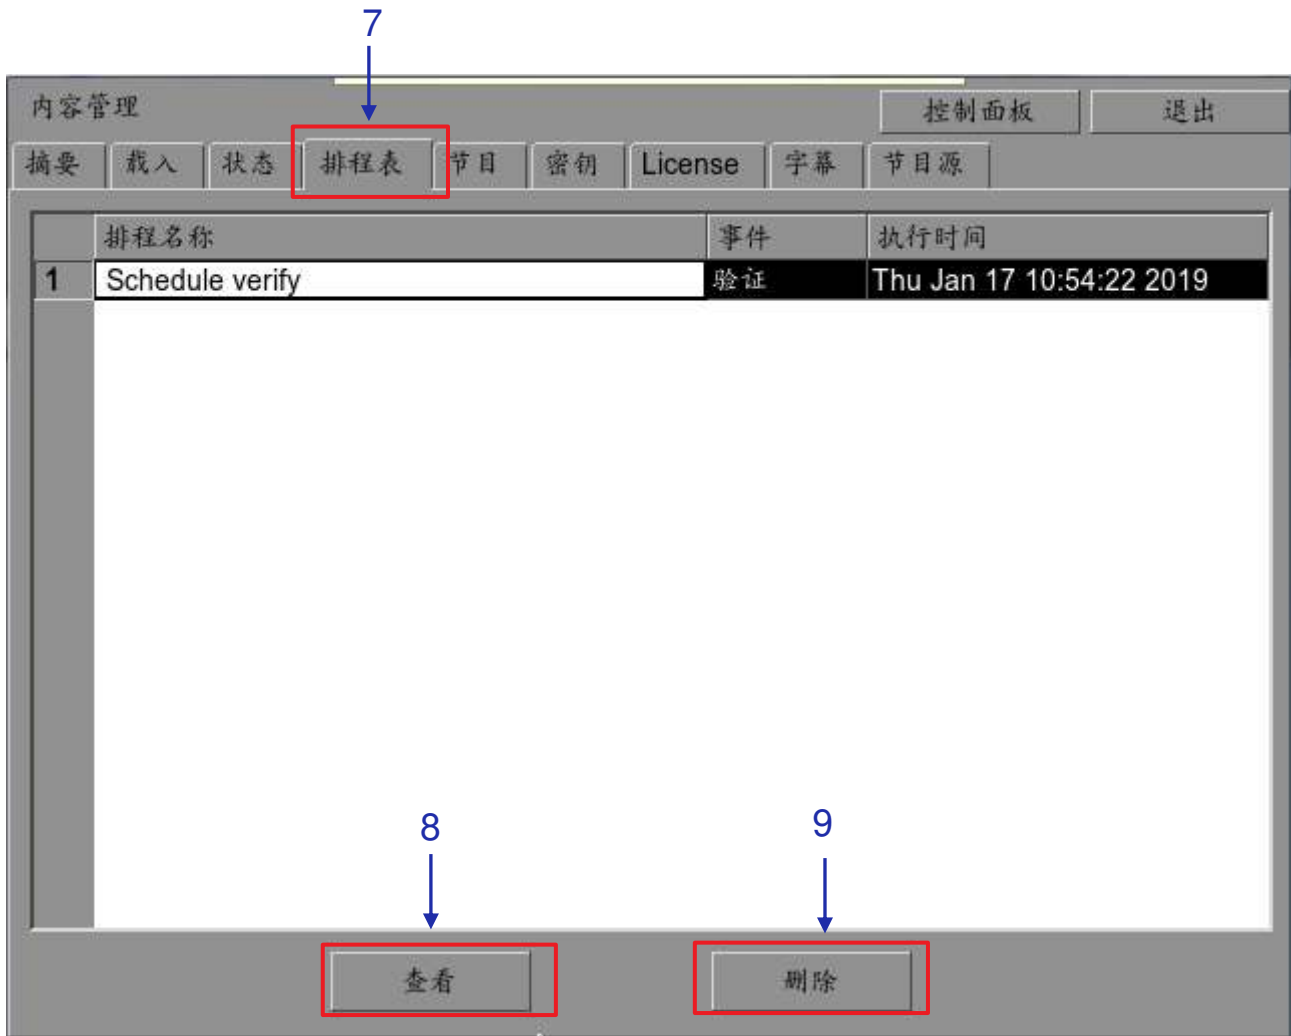 7
内容管理 控制面板 退出
摘要 载入 状态 排程表 节目 密钥 License 字幕 节目源
排程名称 事件 执行时间
1 Schedule verify 验证 Thu Jan 17 10:54:22 2019
8 9
查看 删除